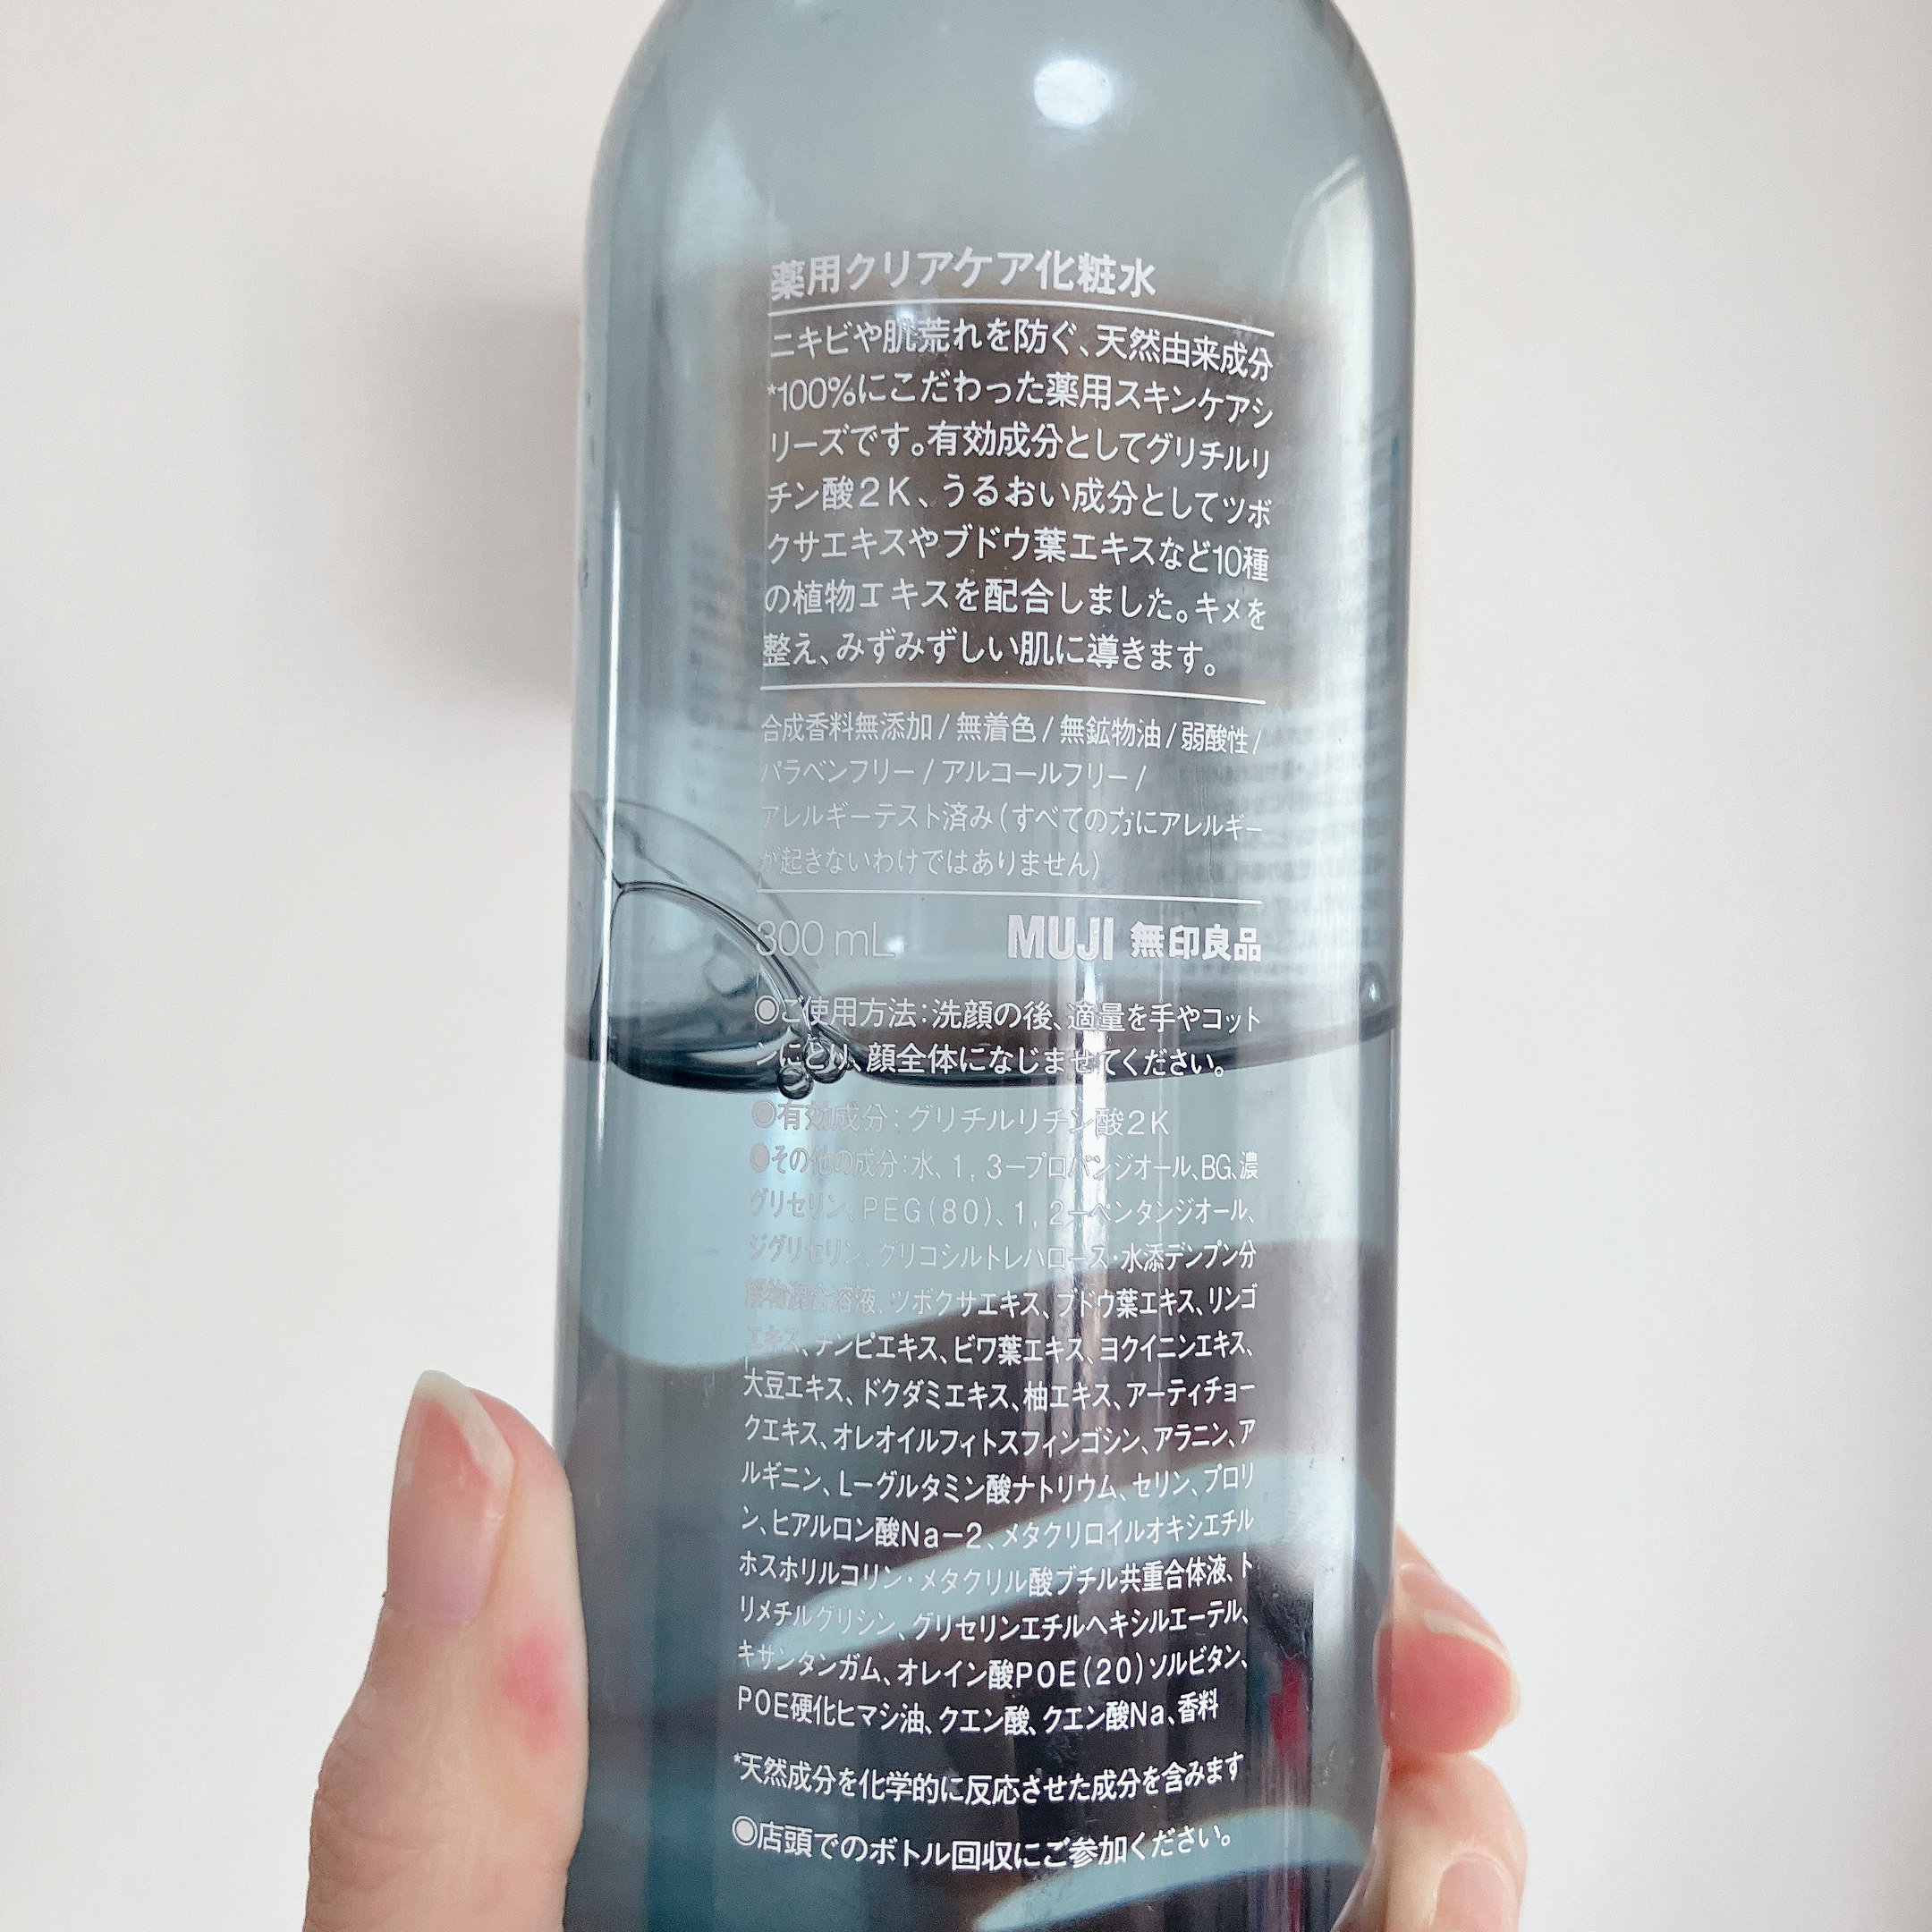 薬用クリアケア化粧水
ニキビや肌荒れを防ぐ、天然由来成分
*100%にこだわった薬用スキンケアシ
リーズです。有効成分としてグリチルリ
チン酸2K、うるおい成分としてツボ
クサエキスやブドウ葉エキスなど10種
の植物エキスを配合しました。キメを
整え、みずみずしい肌に導きます。
合成香料無添加/無着色/無鉱物油/弱酸性/
パラベンフリー/アルコールフリー/
アレルギーテスト済み(すべての方にアレルギー
が起きないわけではありません)
300mL MUJI 無印良品
◉ご使用方法:洗顔の後、適量を手やコット
ンにとり、顔全体になじませてください。
◉有効成分:グリチルリチン酸2K
◉その他の成分:水、1,3-プロパンジオール、BG、濃
グリセリン、PEG(80)、1,2-ペンタンジオール、
ジグリセリン、グリコシルトレハロース・水添デンプン分
解物混合溶液、ツボクサエキス、ブドウ葉エキス、リンゴ
エキス、チンピエキス、ビワ葉エキス、ヨクイニンエキス、
大豆エキス、ドクダミエキス、柚エキス、アーティチョー
クエキス、オレオイルフィトスフィンゴシン、アラニン、ア
ルギニン、L-グルタミン酸ナトリウム、セリン、プロリ
ン、ヒアルロン酸Na-2、メタクリロイルオキシエチル
ホスホリルコリン・メタクリル酸ブチル共重合体液、ト
リメチルグリシン、グリセリンエチルヘキシルエーテル、
キサンタンガム、オレイン酸POE(20)ソルビタン、
POE硬化ヒマシ油、クエン酸、クエン酸Na、香料
*天然成分を化学的に反応させた成分を含みます
◉店頭でのボトル回収にご参加ください。